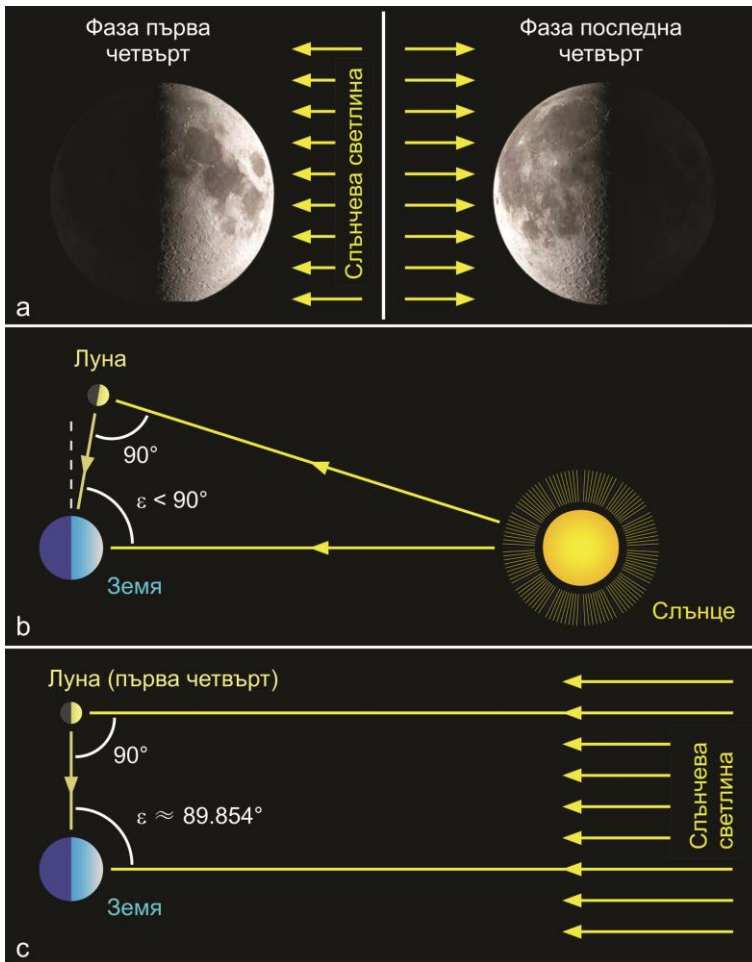 Фаза първа
четвърт
Слънчева светлина
Фаза последна
четвърт
a
Луна
90°
ε < 90°
Земя
Слънце
b
Луна (първа четвърт)
90°
ε ≈ 89.854°
Слънчева
светлина
Земя
c